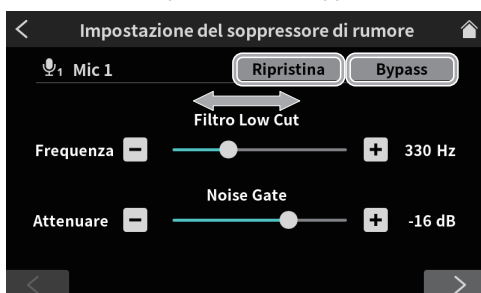 Impostazione del soppressore di rumore
1 Mic 1 Ripristina Bypass
Filtro Low Cut
Frequenza − + 330 Hz
Noise Gate
Attenuare − + -16 dB